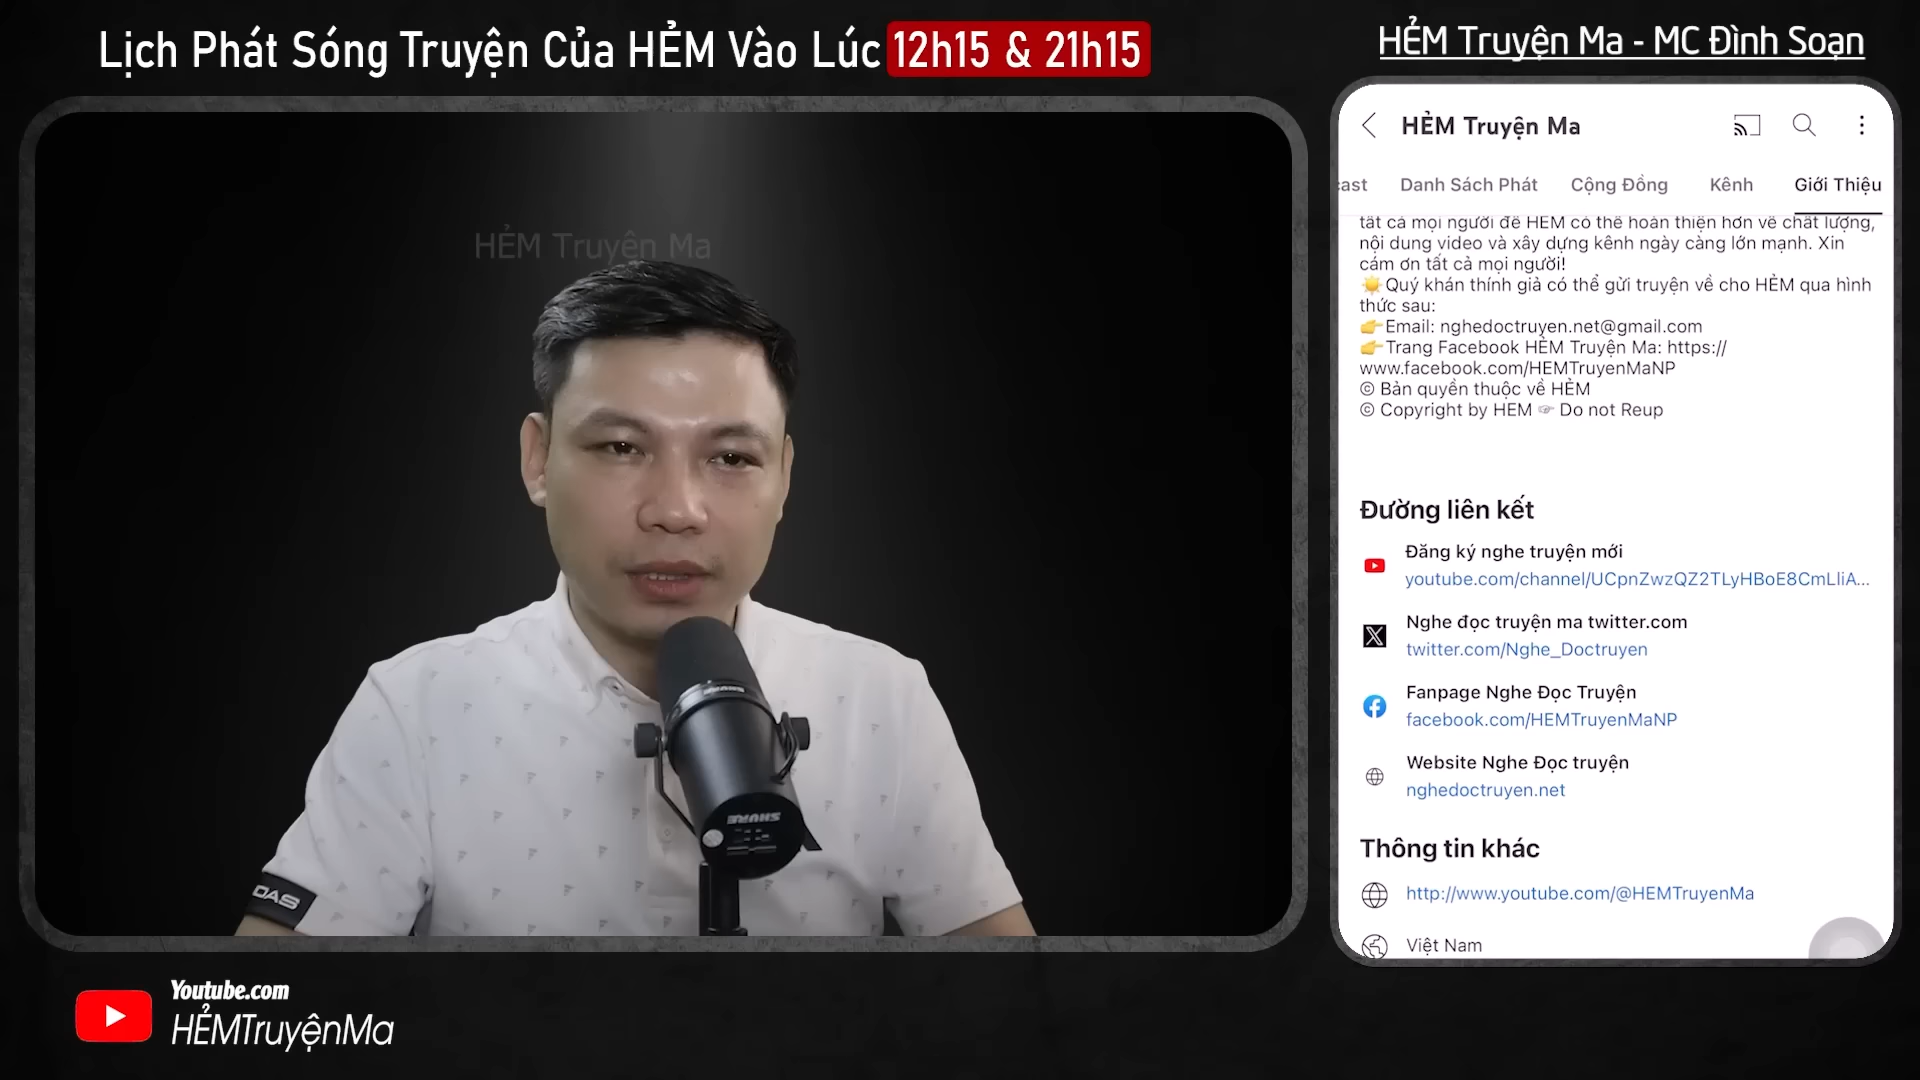 Lịch Phát Sóng Truyện Của HẺM Vào Lúc 12h15 & 21h15
HẺM Truyện Ma - MC Đình Soạn
HẺM Truyện Ma
HẺM Truyện Ma
cast Danh Sách Phát Cộng Đồng Kênh Giới Thiệu
tất cả mọi người để HẺM có thể hoàn thiện hơn về chất lượng,
nội dung video và xây dựng kênh ngày càng lớn mạnh. Xin
cám ơn tất cả mọi người!
☀️Quý khán thính giả có thể gửi truyện về cho HẺM qua hình
thức sau:
👉Email: nghedoctruyen.net@gmail.com
👉Trang Facebook HẺM Truyện Ma: https://
www.facebook.com/HEMTruyenMaNP
© Bản quyền thuộc về HẺM
© Copyright by HEM ☞ Do not Reup
Đường liên kết
Đăng ký nghe truyện mới
youtube.com/channel/UCpnZwzQZ2TLyHBoE8CmLliA...
Nghe đọc truyện ma twitter.com
twitter.com/Nghe_Doctruyen
Fanpage Nghe Đọc Truyện
facebook.com/HEMTruyenMaNP
Website Nghe Đọc truyện
nghedoctruyen.net
Thông tin khác
http://www.youtube.com/@HEMTruyenMa
Việt Nam
SHURE
DAS
Youtube.com
HẺMTruyệnMa